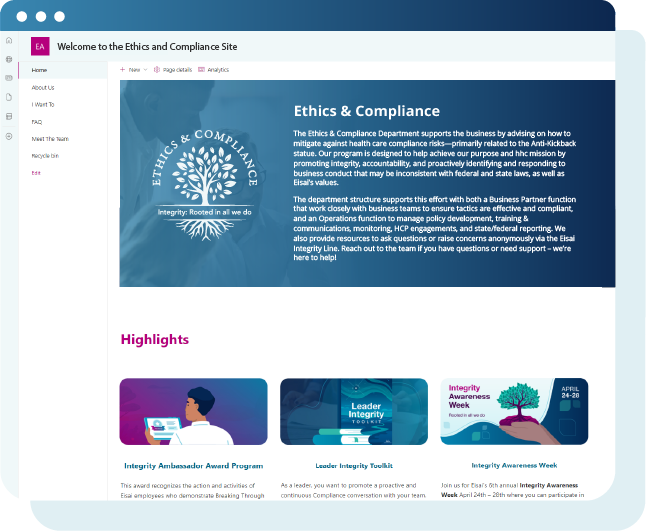 EA
Welcome to the Ethics and Compliance Site
Home
About Us
I Want To
FAQ
Meet The Team
Recycle bin
Edit
+ New
Page details
Analytics
ETHICS & COMPLIANCE
Integrity: Rooted in all we do
Ethics & Compliance
The Ethics & Compliance Department supports the business by advising on how to
mitigate against health care compliance risks—primarily related to the Anti-Kickback
status. Our program is designed to help achieve our purpose and hhc mission by
promoting integrity, accountability, and proactively identifying and responding to
business conduct that may be inconsistent with federal and state laws, as well as
Eisai's values.
The department structure supports this effort with both a Business Partner function
that work closely with business teams to ensure tactics are effective and compliant,
and an Operations function to manage policy development, training &
communications, monitoring, HCP engagements, and state/federal reporting. We
also provide resources to ask questions or raise concerns anonymously via the Eisai
Integrity Line. Reach out to the team if you have questions or need support – we're
here to help!
Highlights
Leader
Integrity
TOOLKIT
Integrity
Awareness
Week
Rooted in all we do
APRIL
24-28
Integrity Ambassador Award Program
This award recognizes the action and activities of
Eisai employees who demonstrate Breaking Through
Leader Integrity Toolkit
As a leader, you want to promote a proactive and
continuous Compliance conversation with your team.
Integrity Awareness Week
Join us for Eisai's 6th annual Integrity Awareness
Week April 24th – 28th where you can participate in